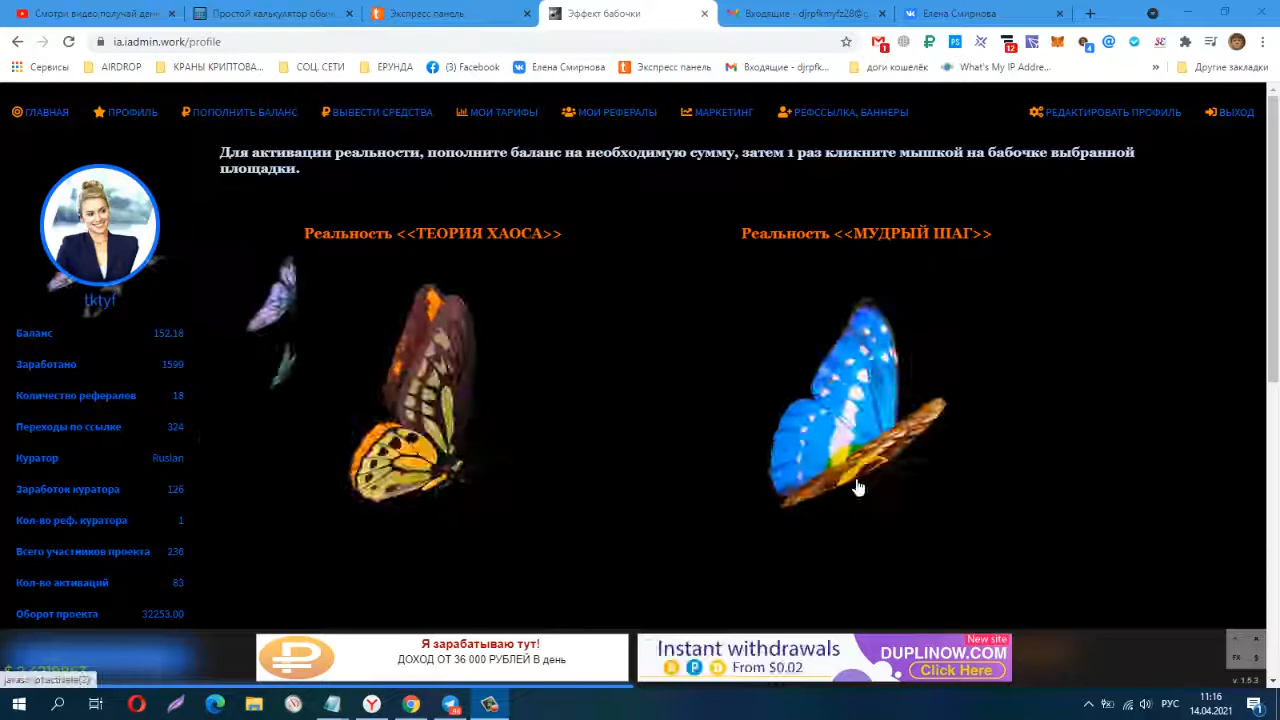 Смотри видео получай ден
Простой калькулятор обын
Экспресс панель
Эффект бабочки
Входящие - djrpfkmyfz28@g
Елена Смирнова
ia.iadmin.work/profile
Сервисы
AIRDROP
КРАНЫ КРИПТОВА...
СОЦ. СЕТИ
ЕРУНДА
(3) Facebook
Елена Смирнова
Экспресс панель
Входящие - djrpfk...
доги кошелёк
What's My IP Addre...
»
Другие закладки
ГЛАВНАЯ
ПРОФИЛЬ
ПОПОЛНИТЬ БАЛАНС
ВЫВЕСТИ СРЕДСТВА
МОИ ТАРИФЫ
МОИ РЕФЕРАЛЫ
МАРКЕТИНГ
РЕФССЫЛКА, БАННЕРЫ
РЕДАКТИРОВАТЬ ПРОФИЛЬ
ВЫХОД
Для активации реальности, пополните баланс на необходимую сумму, затем 1 раз кликните мышкой на бабочке выбранной
площадки.
Реальность <<ТЕОРИЯ ХАОСА>>
Реальность <<МУДРЫЙ ШАГ>>
tktyf
Баланс 152.18
Заработано 1599
Количество рефералов 18
Переходы по ссылке 324
Куратор Ruslan
Заработок куратора 126
Кол-во реф. куратора 1
Всего участников проекта 236
Кол-во активаций 83
Оборот проекта 32253.00
Я зарабатываю тут!
ДОХОД ОТ 36 000 РУБЛЕЙ В день
Instant withdrawals
From $0.02
New site
DUPLINOW.COM
Click Here
v. 1.5.3
РУС
11:16
14.04.2021